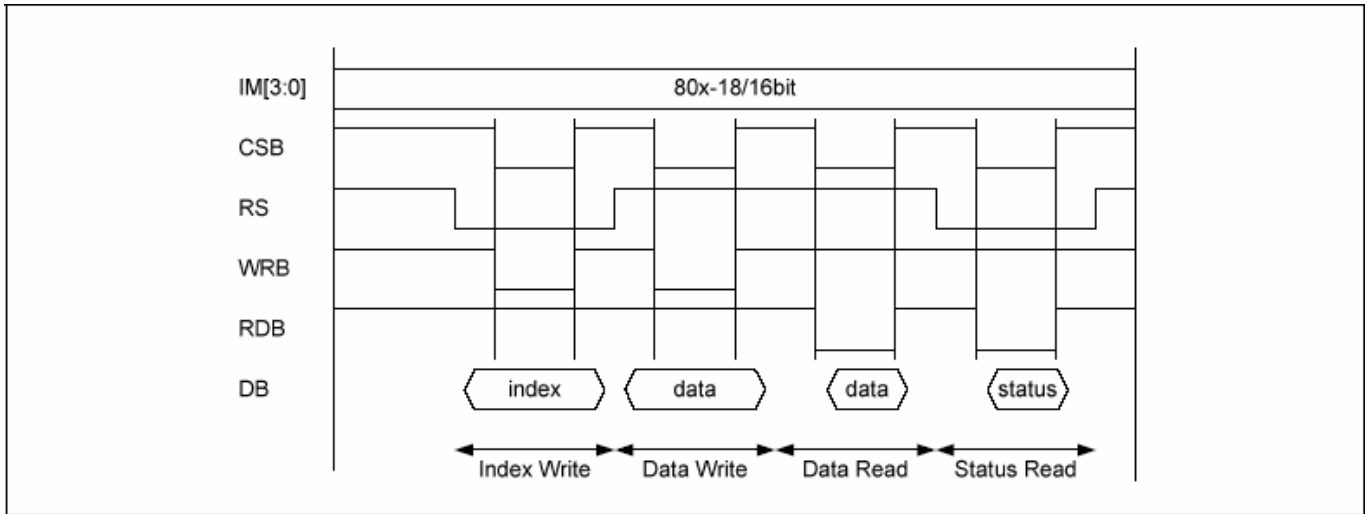 IM[3:0] 80x-18/16bit
CSB
RS
WRB
RDB
DB index data data status
Index Write Data Write Data Read Status Read